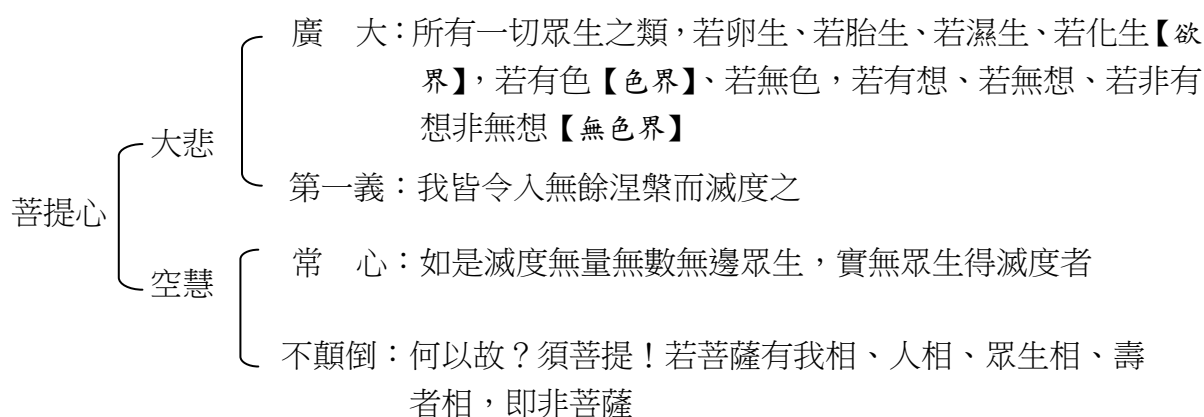 廣　大：所有一切眾生之類，若卵生、若胎生、若濕生、若化生【欲
界】，若有色【色界】、若無色，若有想、若無想、若非有
想非無想【無色界】
大悲
第一義：我皆令入無餘涅槃而滅度之
菩提心
常　心：如是滅度無量無數無邊眾生，實無眾生得滅度者
空慧
不顛倒：何以故？須菩提！若菩薩有我相、人相、眾生相、壽
者相，即非菩薩